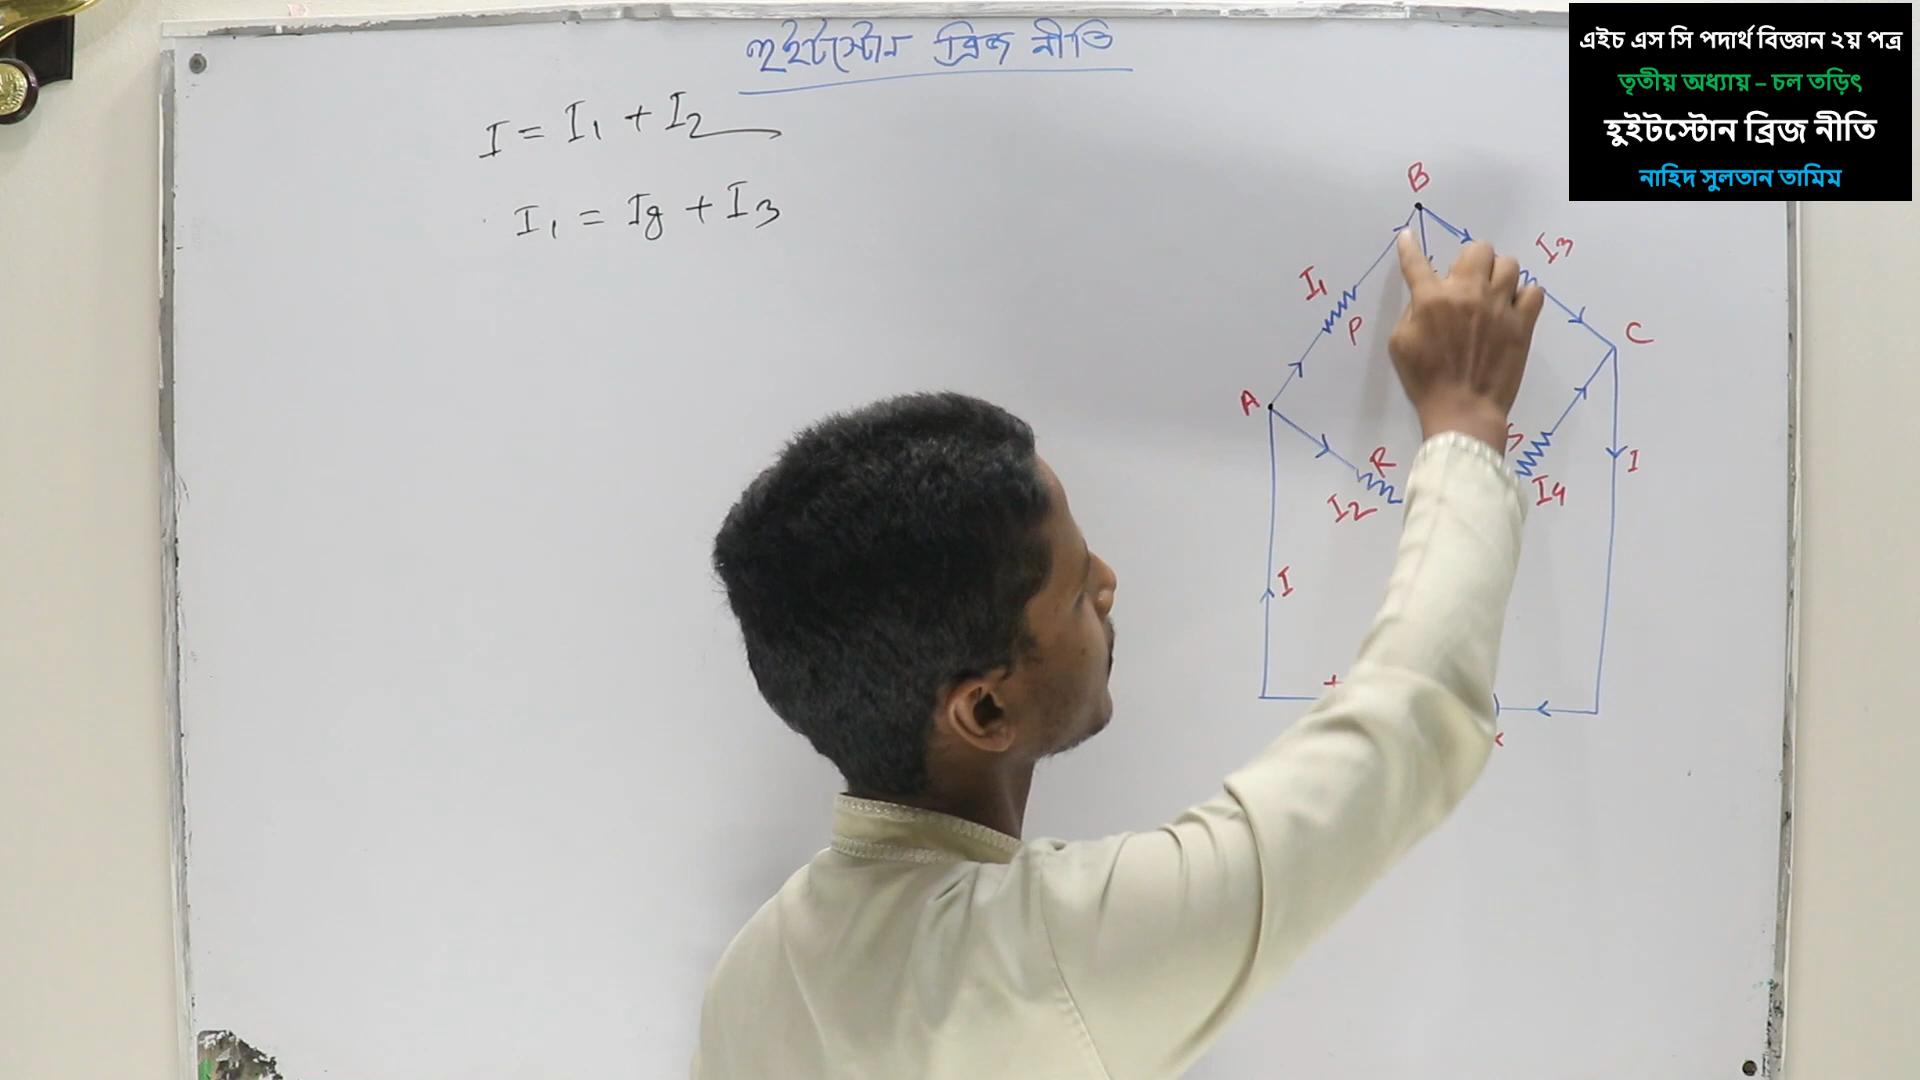 হুইটস্টোন ব্রিজ নীতি
I = I₁ + I₂
I₁ = Ig + I₃
এইচ এস সি পদার্থ বিজ্ঞান ২য় পত্র
তৃতীয় অধ্যায় – চল তড়িৎ
হুইটস্টোন ব্রিজ নীতি
নাহিদ সুলতান তামিম
B
I₁
I₃
P
C
A
R
S
I₂
I₄
I
I
+